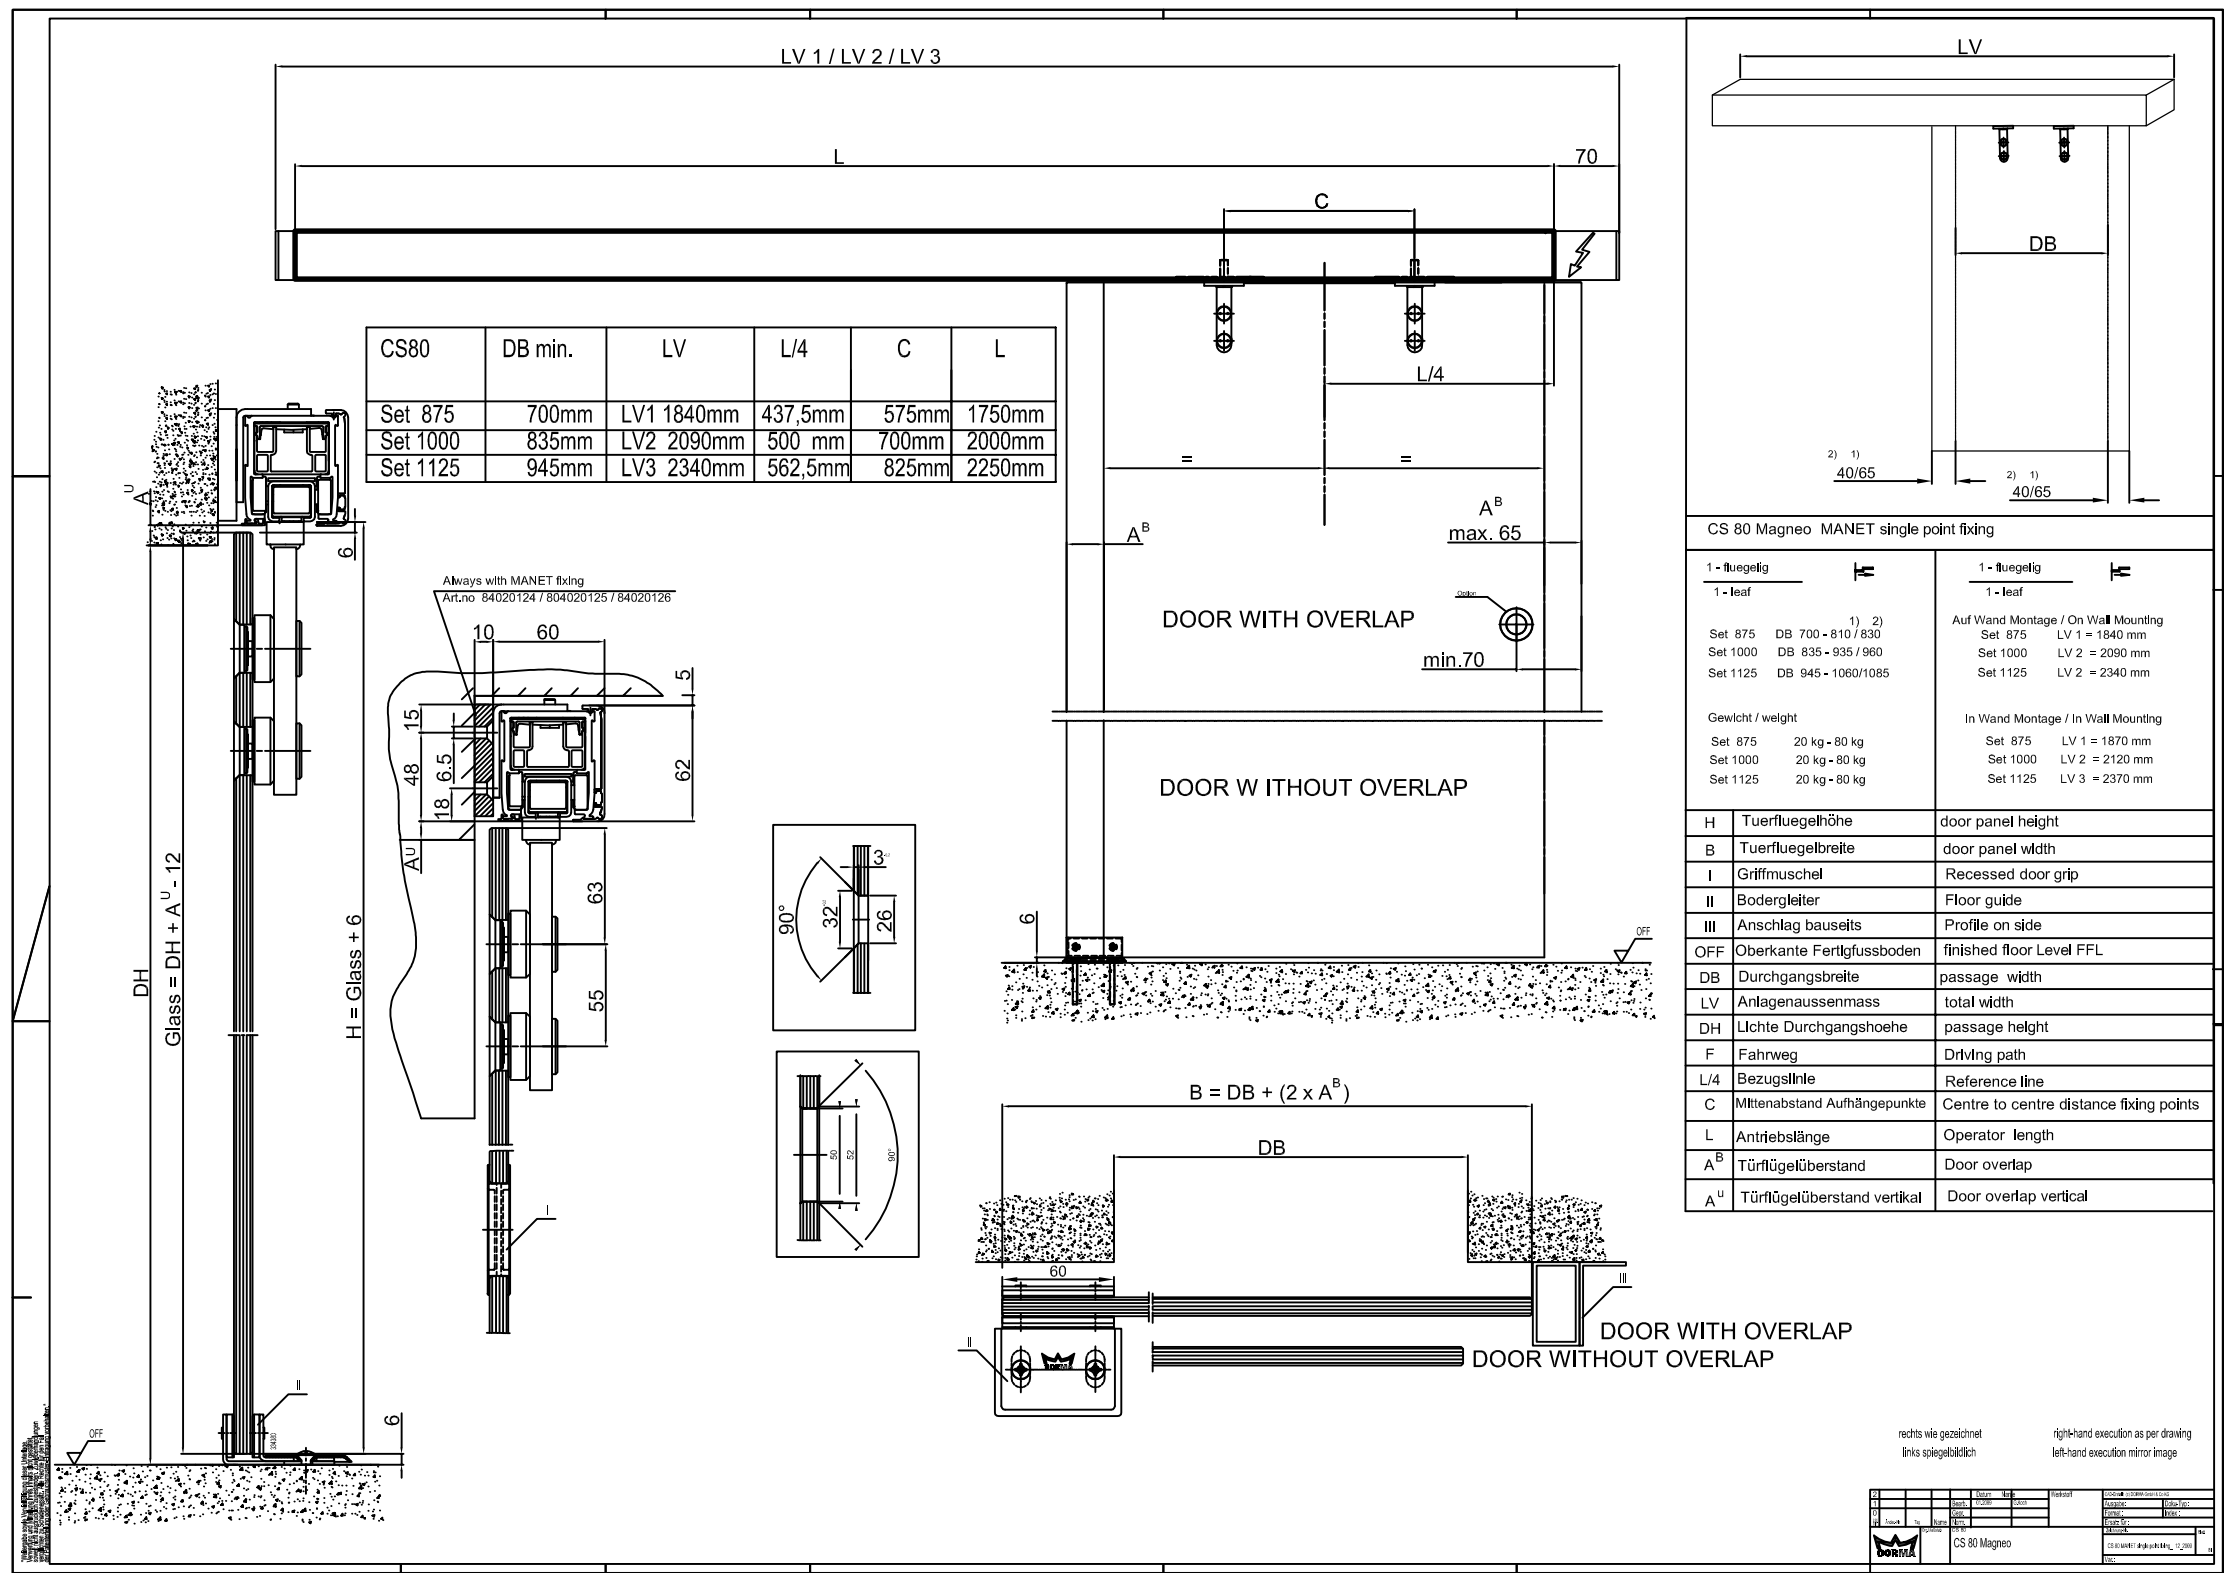 LV 1 / LV 2 / LV 3
L
70
C
L/4
=
=
CS80 DB min. LV L/4 C L
Set 875 700mm LV1 1840mm 437,5mm 575mm 1750mm
Set 1000 835mm LV2 2090mm 500 mm 700mm 2000mm
Set 1125 945mm LV3 2340mm 562,5mm 825mm 2250mm
A^U
6
DH
Glass = DH + A^U - 12
H = Glass + 6
6
II
OFF
Always with MANET fixing
Art.no 84020124 / 804020125 / 84020126
10
60
5
15
48
6.5
18
62
AU
63
55
I
90°
3
32
26
50
52
90°
A^B
A^B
max. 65
DOOR WITH OVERLAP
Option
min.70
DOOR W ITHOUT OVERLAP
6
OFF
B = DB + (2 x A^B)
DB
60
III
II
DORMA
DOOR WITH OVERLAP
DOOR WITHOUT OVERLAP
LV
DB
2) 1)
40/65
2) 1)
40/65
CS 80 Magneo MANET single point fixing
1 - fluegelig
1 - leaf
1) 2)
Set 875 DB 700 - 810 / 830
Set 1000 DB 835 - 935 / 960
Set 1125 DB 945 - 1060/1085
Gewicht / weight
Set 875 20 kg - 80 kg
Set 1000 20 kg - 80 kg
Set 1125 20 kg - 80 kg
1 - fluegelig
1 - leaf
Auf Wand Montage / On Wall Mounting
Set 875 LV 1 = 1840 mm
Set 1000 LV 2 = 2090 mm
Set 1125 LV 2 = 2340 mm
In Wand Montage / In Wall Mounting
Set 875 LV 1 = 1870 mm
Set 1000 LV 2 = 2120 mm
Set 1125 LV 3 = 2370 mm
H Tuerfluegelhöhe door panel height
B Tuerfluegelbreite door panel width
I Griffmuschel Recessed door grip
II Bodergleiter Floor guide
III Anschlag bauseits Profile on side
OFF Oberkante Fertigfussboden finished floor Level FFL
DB Durchgangsbreite passage width
LV Anlagenaussenmass total width
DH Lichte Durchgangshoehe passage height
F Fahrweg Driving path
L/4 Bezugslinie Reference line
C Mittenabstand Aufhängepunkte Centre to centre distance fixing points
L Antriebslänge Operator length
A^B Türflügelüberstand Door overlap
A^U Türflügelüberstand vertikal Door overlap vertical
rechts wie gezeichnet right-hand execution as per drawing
links spiegelbildlich left-hand execution mirror image
Datum Name
Werkstoff
Ausgabe:
Format:
Index:
CS 80
CS 80 Magneo
DORMA